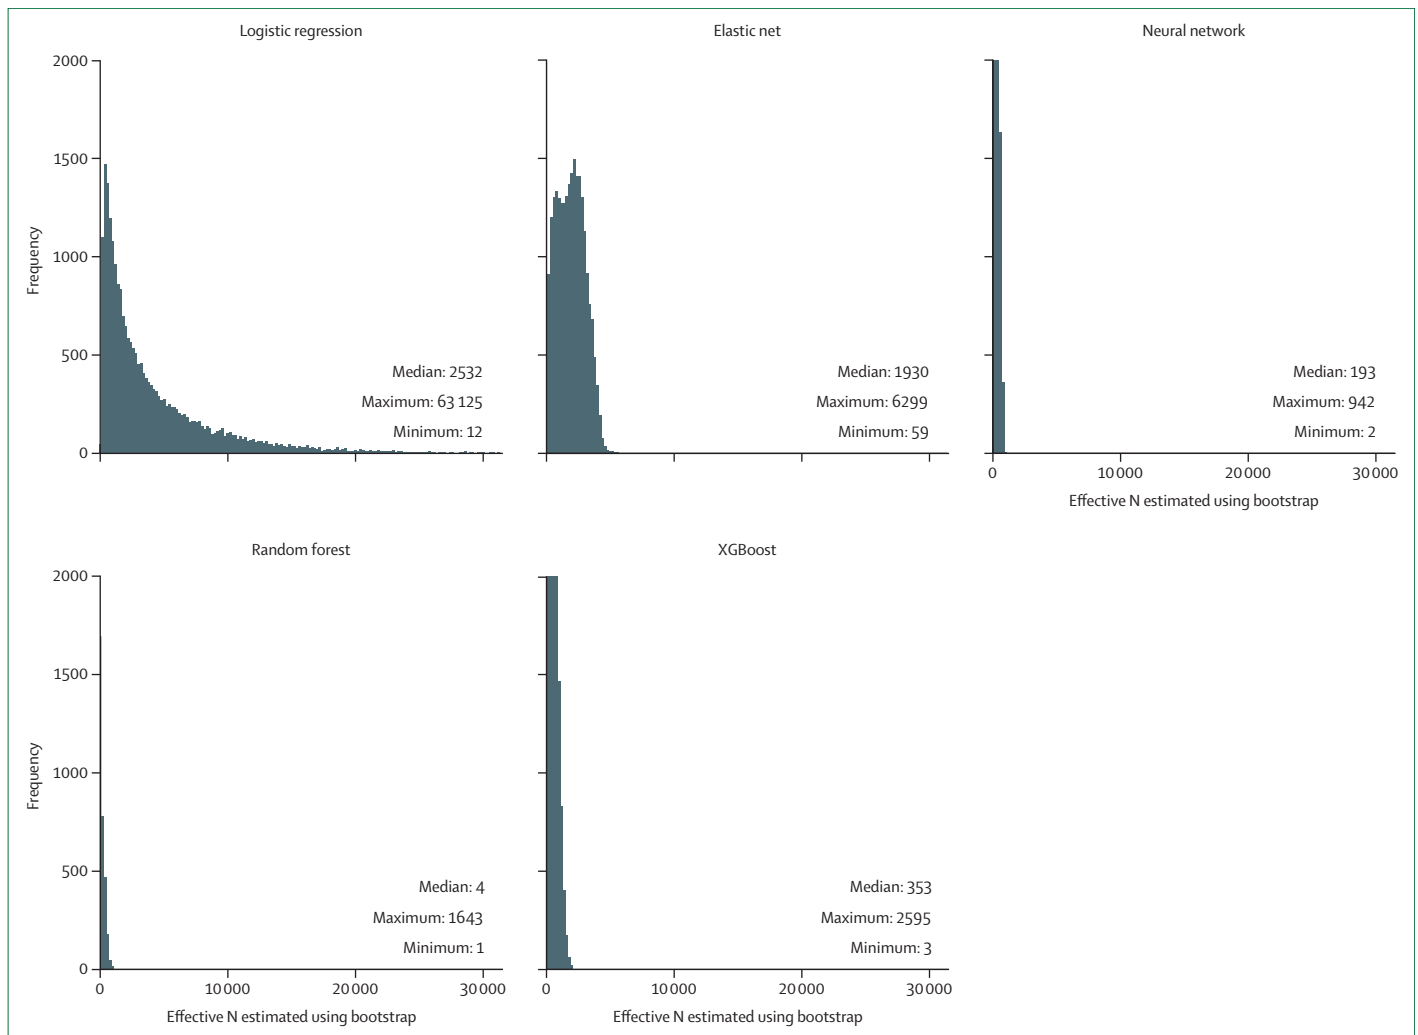 Logistic regression
Elastic net
Neural network
Frequency
2000
1500
1000
500
0
Median: 2532
Maximum: 63 125
Minimum: 12
Median: 1930
Maximum: 6299
Minimum: 59
Median: 193
Maximum: 942
Minimum: 2
0 10 000 20 000 30 000
Effective N estimated using bootstrap
Random forest
XGBoost
Frequency
2000
1500
1000
500
0
Median: 4
Maximum: 1643
Minimum: 1
Median: 353
Maximum: 2595
Minimum: 3
0 10 000 20 000 30 000
0 10 000 20 000 30 000
Effective N estimated using bootstrap
Effective N estimated using bootstrap